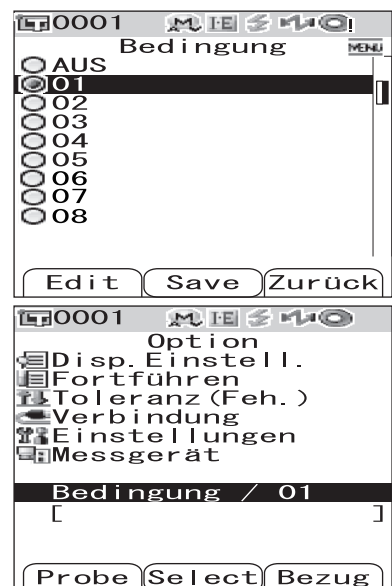 0001 M I·E !
Bedingung MENU
AUS
01
02
03
04
05
06
07
08
Edit Save Zurück
0001 M I·E
Option
Disp.Einstell.
Fortführen
Toleranz(Feh.)
Verbindung
Einstellungen
Messgerät
Bedingung / 01
[ ]
Probe Select Bezug